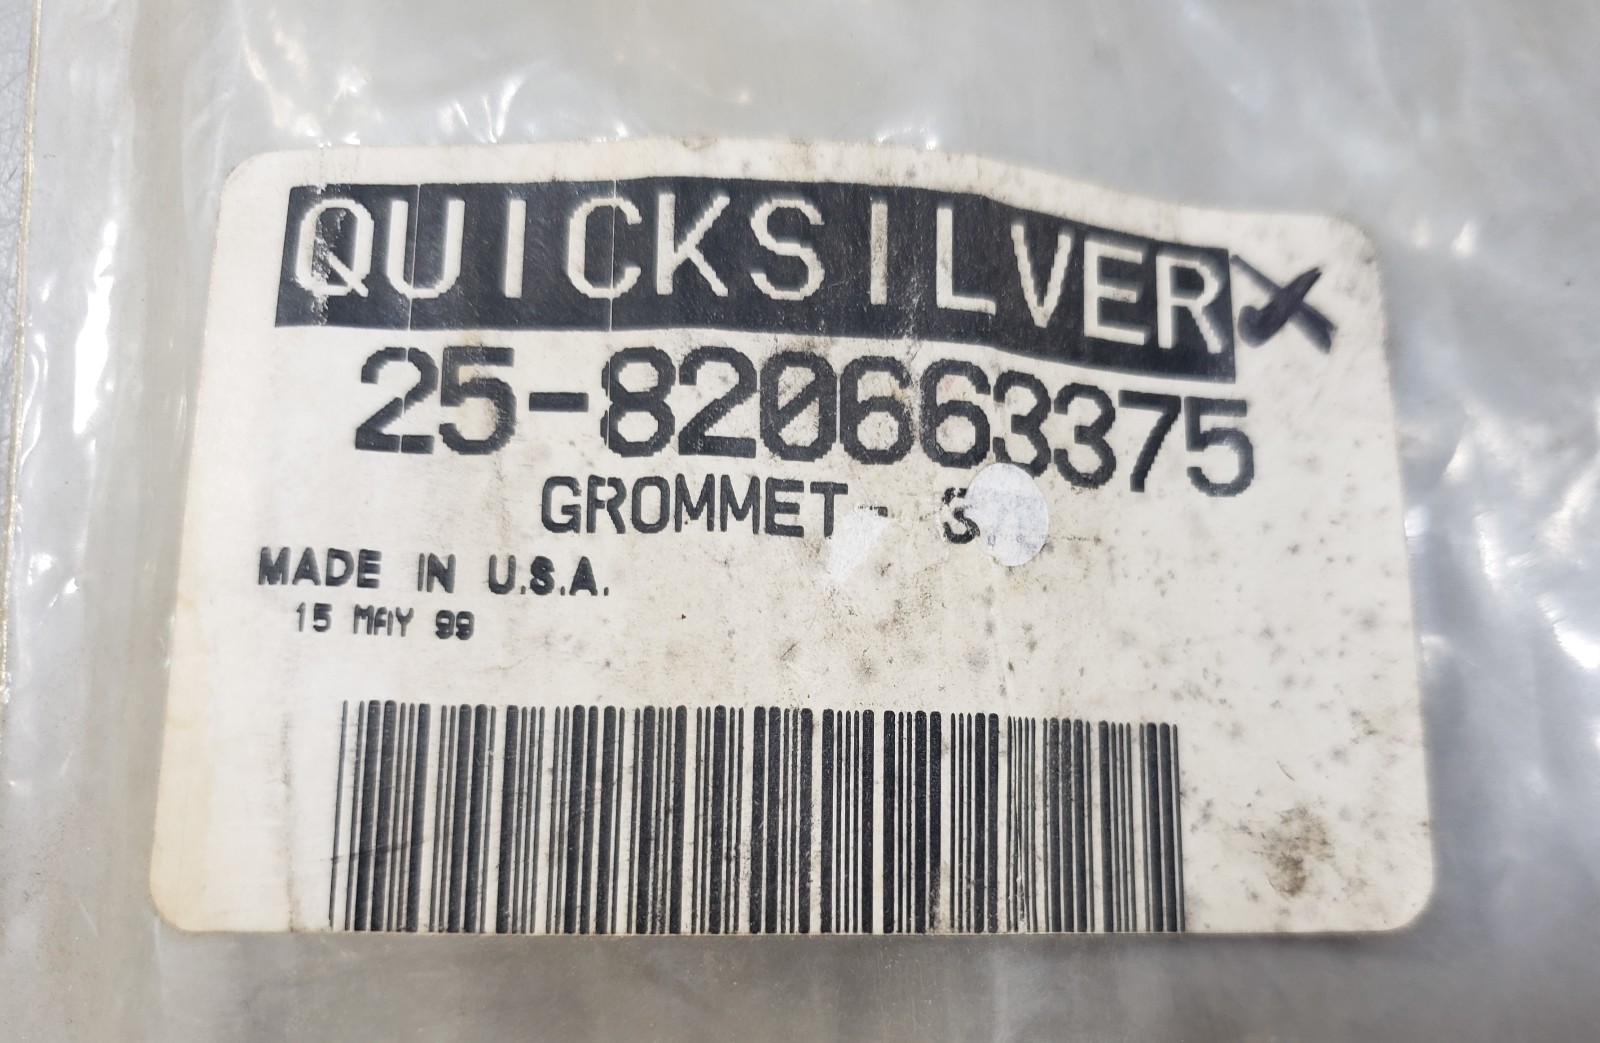 QUICKSILVER
25-820663375
GROMMET - S
MADE IN U.S.A.
15 MAY 99